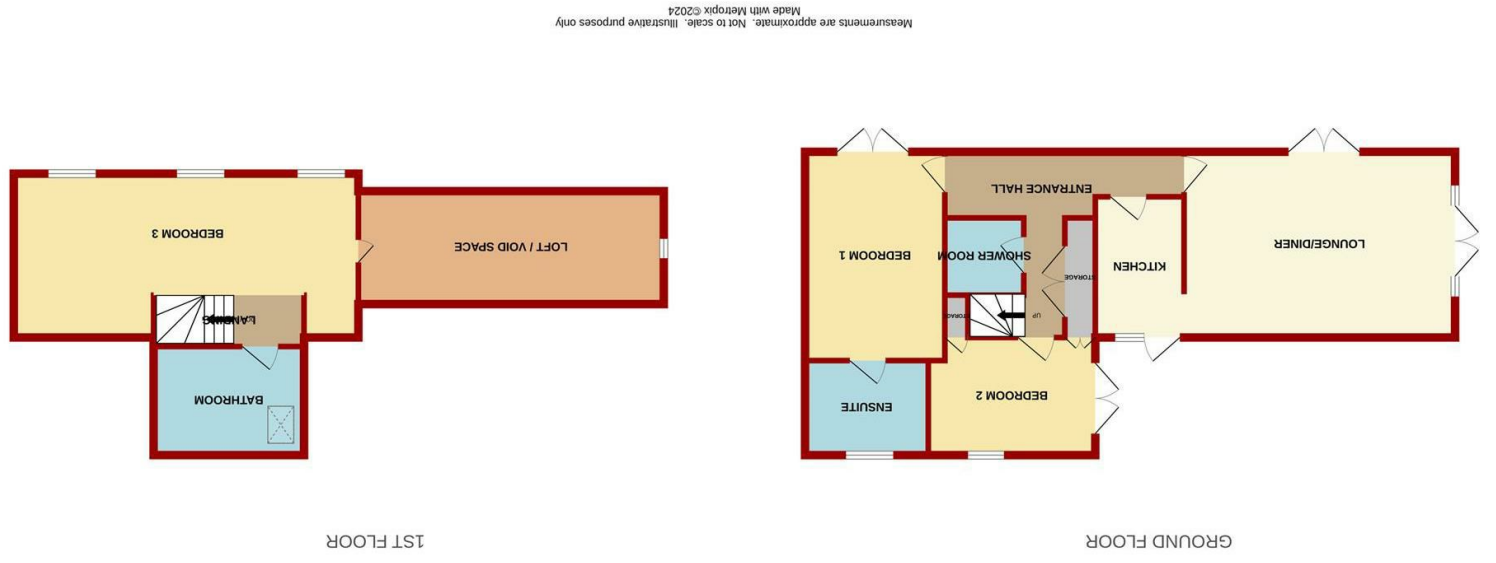 GROUND FLOOR
ENSUITE
BEDROOM 2
UP
STORAGE
STORAGE
KITCHEN
SHOWER ROOM
BEDROOM 1
LOUNGE/DINER
ENTRANCE HALL
1ST FLOOR
BATHROOM
LANDING
LOFT / VOID SPACE
BEDROOM 3
Measurements are approximate. Not to scale. Illustrative purposes only
Made with Metropix ©2024